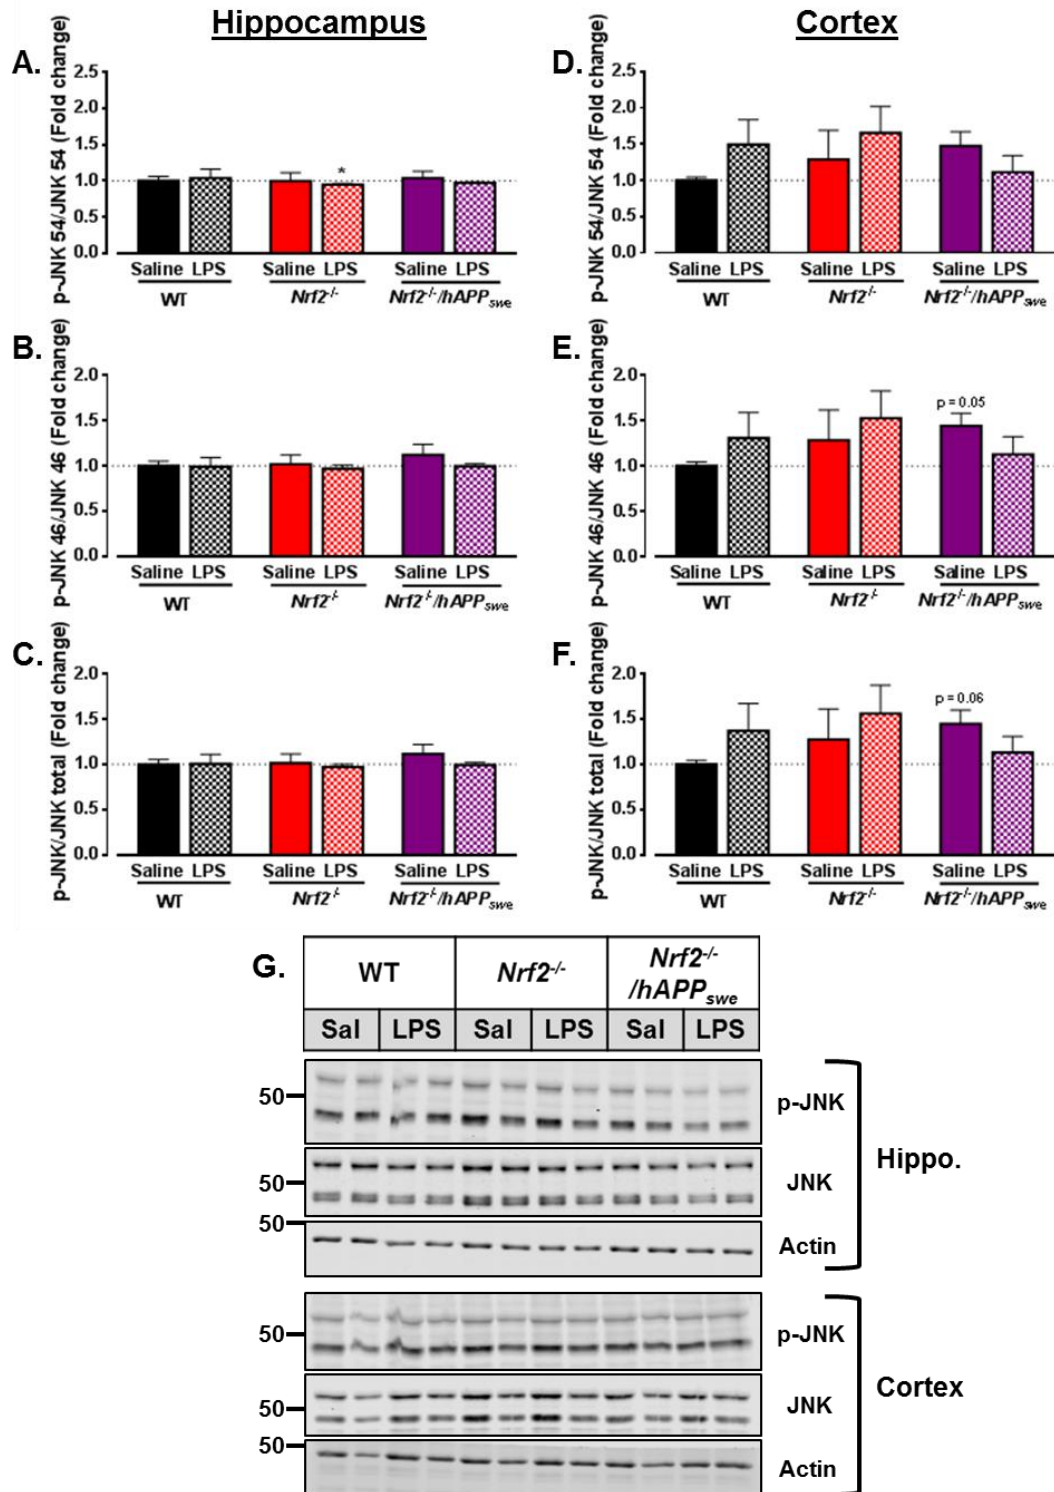 Hippocampus
Cortex
A.
p-JNK 54/JNK 54 (Fold change)
2.5
2.0
1.5
1.0
0.5
0.0
*
Saline LPS Saline LPS Saline LPS
WT Nrf2-/- Nrf2-/-/hAPPswe
D.
p-JNK 54/JNK 54 (Fold change)
2.5
2.0
1.5
1.0
0.5
0.0
Saline LPS Saline LPS Saline LPS
WT Nrf2-/- Nrf2-/-/hAPPswe
B.
p-JNK 46/JNK 46 (Fold change)
2.0
1.5
1.0
0.5
0.0
Saline LPS Saline LPS Saline LPS
WT Nrf2-/- Nrf2-/-/hAPPswe
E.
p-JNK 46/JNK 46 (Fold change)
2.0
1.5
1.0
0.5
0.0
p = 0.05
Saline LPS Saline LPS Saline LPS
WT Nrf2-/- Nrf2-/-/hAPPswe
C.
p-JNK/JNK total (Fold change)
2.0
1.5
1.0
0.5
0.0
Saline LPS Saline LPS Saline LPS
WT Nrf2-/- Nrf2-/-/hAPPswe
F.
p-JNK/JNK total (Fold change)
2.0
1.5
1.0
0.5
0.0
p = 0.06
Saline LPS Saline LPS Saline LPS
WT Nrf2-/- Nrf2-/-/hAPPswe
G.
WT Nrf2-/- Nrf2-/-
/hAPPswe
Sal LPS Sal LPS Sal LPS
50 p-JNK
50 JNK
50 Actin
Hippo.
50 p-JNK
50 JNK
50 Actin
Cortex